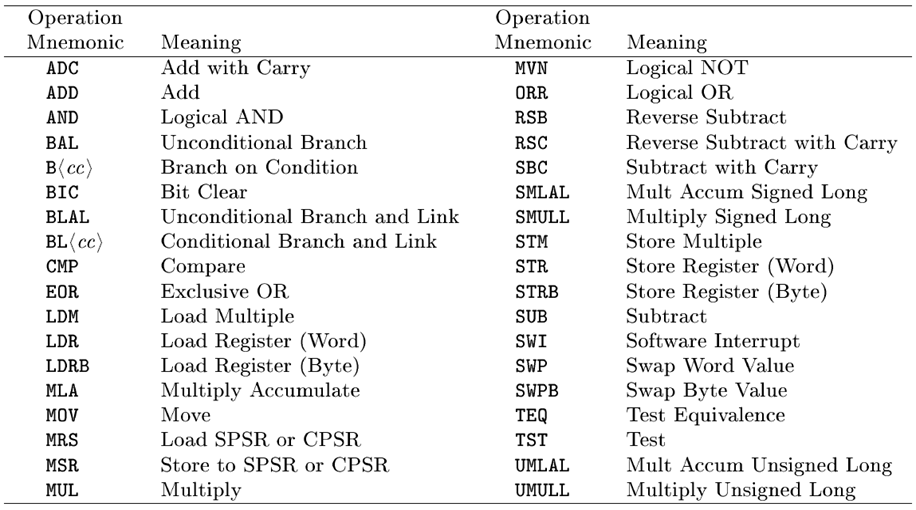 Operation Operation
Mnemonic Meaning Mnemonic Meaning
ADC Add with Carry MVN Logical NOT
ADD Add ORR Logical OR
AND Logical AND RSB Reverse Subtract
BAL Unconditional Branch RSC Reverse Subtract with Carry
B⟨cc⟩ Branch on Condition SBC Subtract with Carry
BIC Bit Clear SMLAL Mult Accum Signed Long
BLAL Unconditional Branch and Link SMULL Multiply Signed Long
BL⟨cc⟩ Conditional Branch and Link STM Store Multiple
CMP Compare STR Store Register (Word)
EOR Exclusive OR STRB Store Register (Byte)
LDM Load Multiple SUB Subtract
LDR Load Register (Word) SWI Software Interrupt
LDRB Load Register (Byte) SWP Swap Word Value
MLA Multiply Accumulate SWPB Swap Byte Value
MOV Move TEQ Test Equivalence
MRS Load SPSR or CPSR TST Test
MSR Store to SPSR or CPSR UMLAL Mult Accum Unsigned Long
MUL Multiply UMULL Multiply Unsigned Long